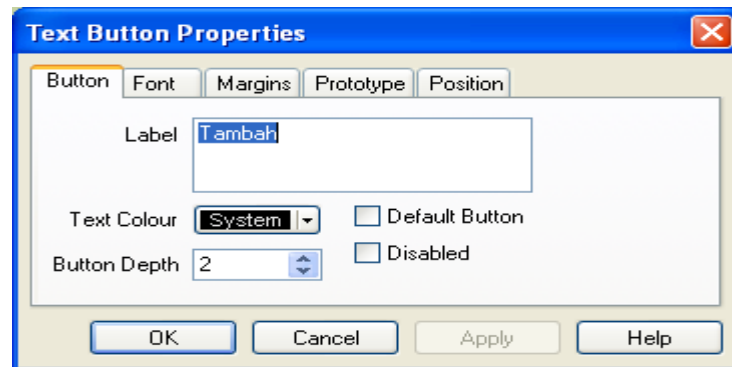 Text Button Properties
Button Font Margins Prototype Position
Label Tambah
Text Colour System Default Button
Disabled
Button Depth 2
OK Cancel Apply Help